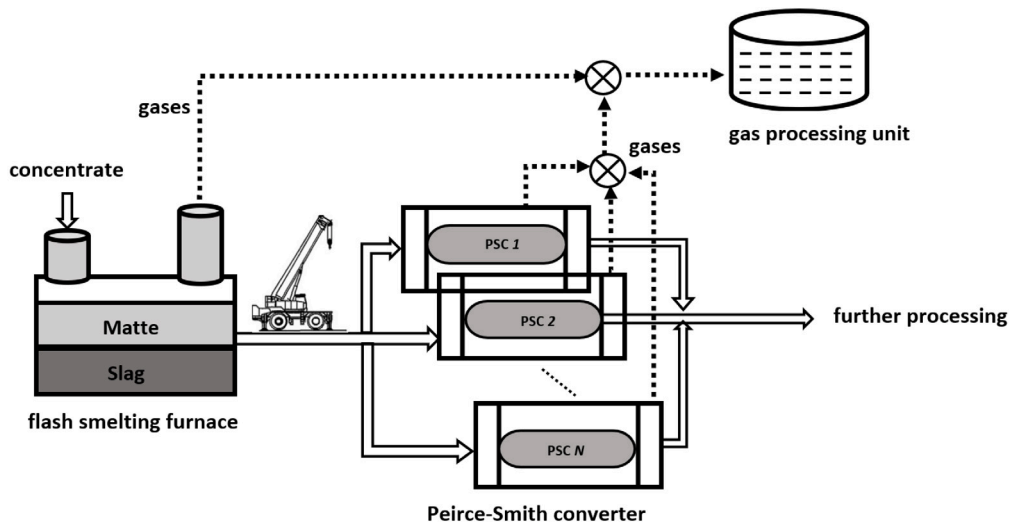 gases
gas processing unit
gases
concentrate
PSC 1
Matte
PSC 2
further processing
Slag
flash smelting furnace
PSC N
Peirce-Smith converter